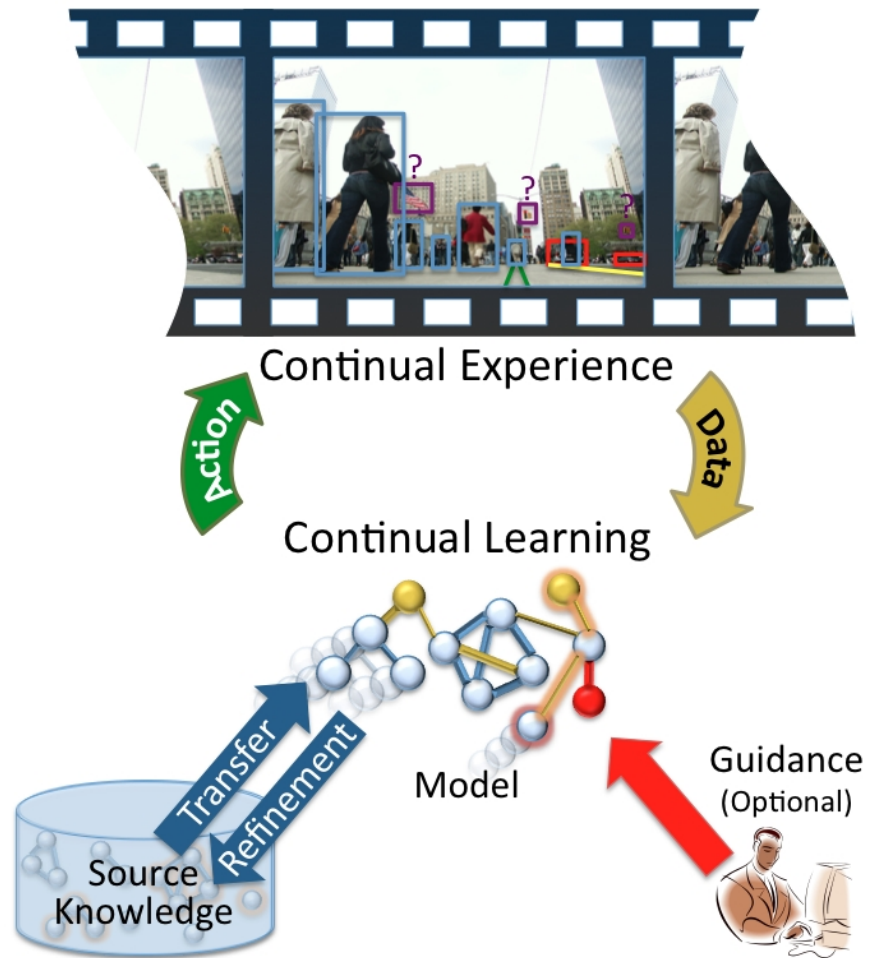 ?
?
?
Continual Experience
Action
Data
Continual Learning
Transfer
Refinement
Model
Guidance
(Optional)
Source
Knowledge